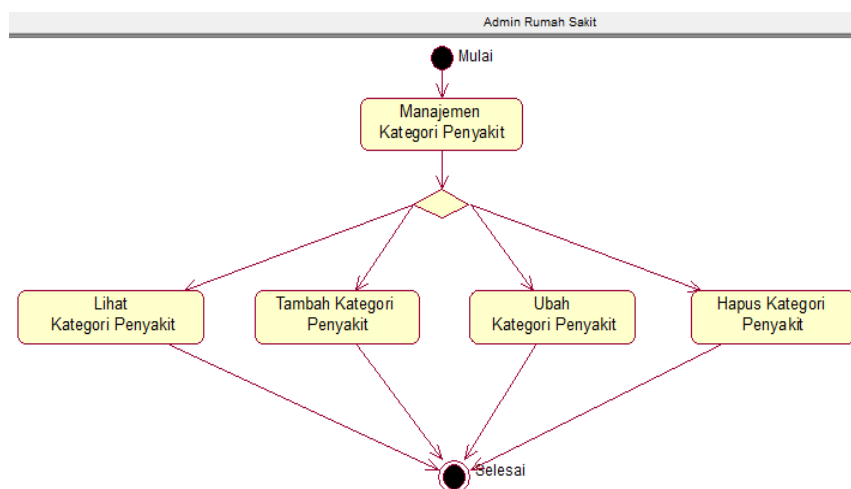 Admin Rumah Sakit
Mulai
Manajemen
Kategori Penyakit
Lihat
Kategori Penyakit
Tambah Kategori
Penyakit
Ubah
Kategori Penyakit
Hapus Kategori
Penyakit
Selesai